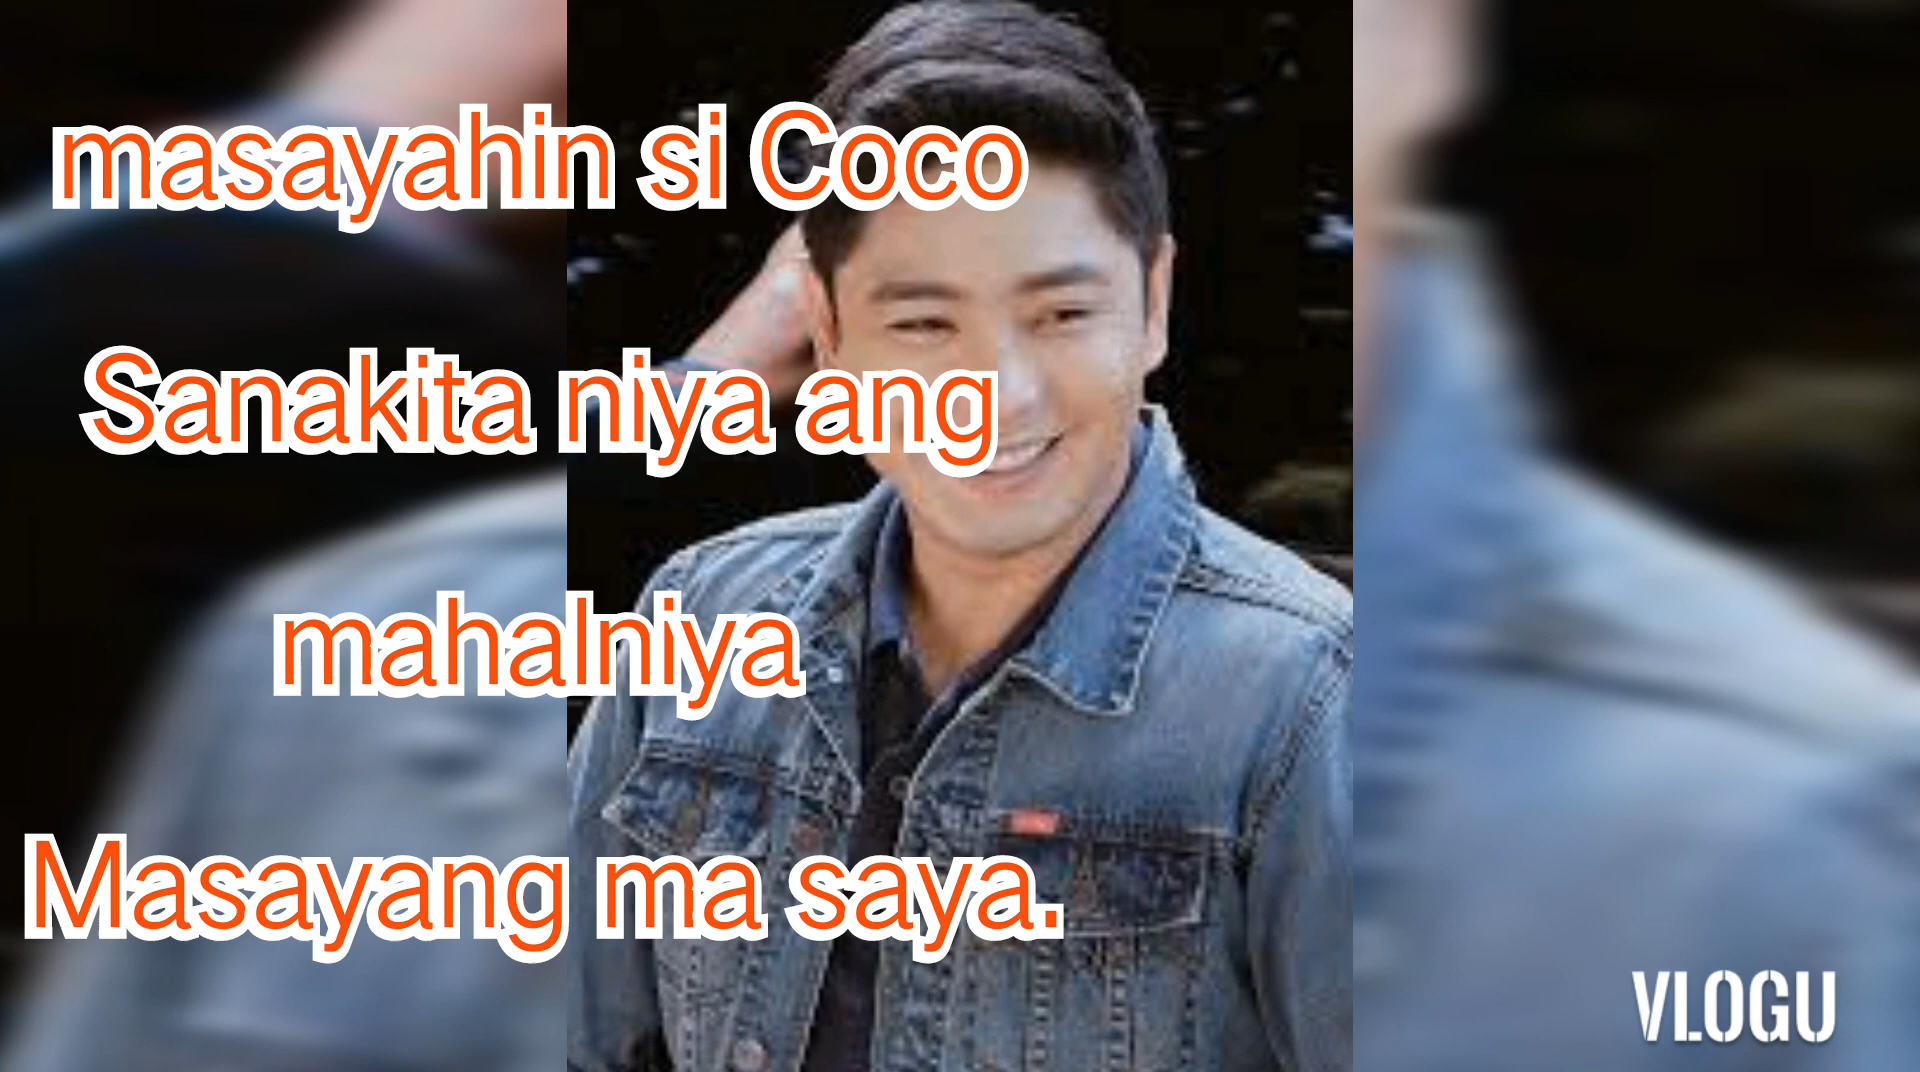 masayahin si Coco
Sanakita niya ang
mahalniya
Masayang ma saya.
VLOGU